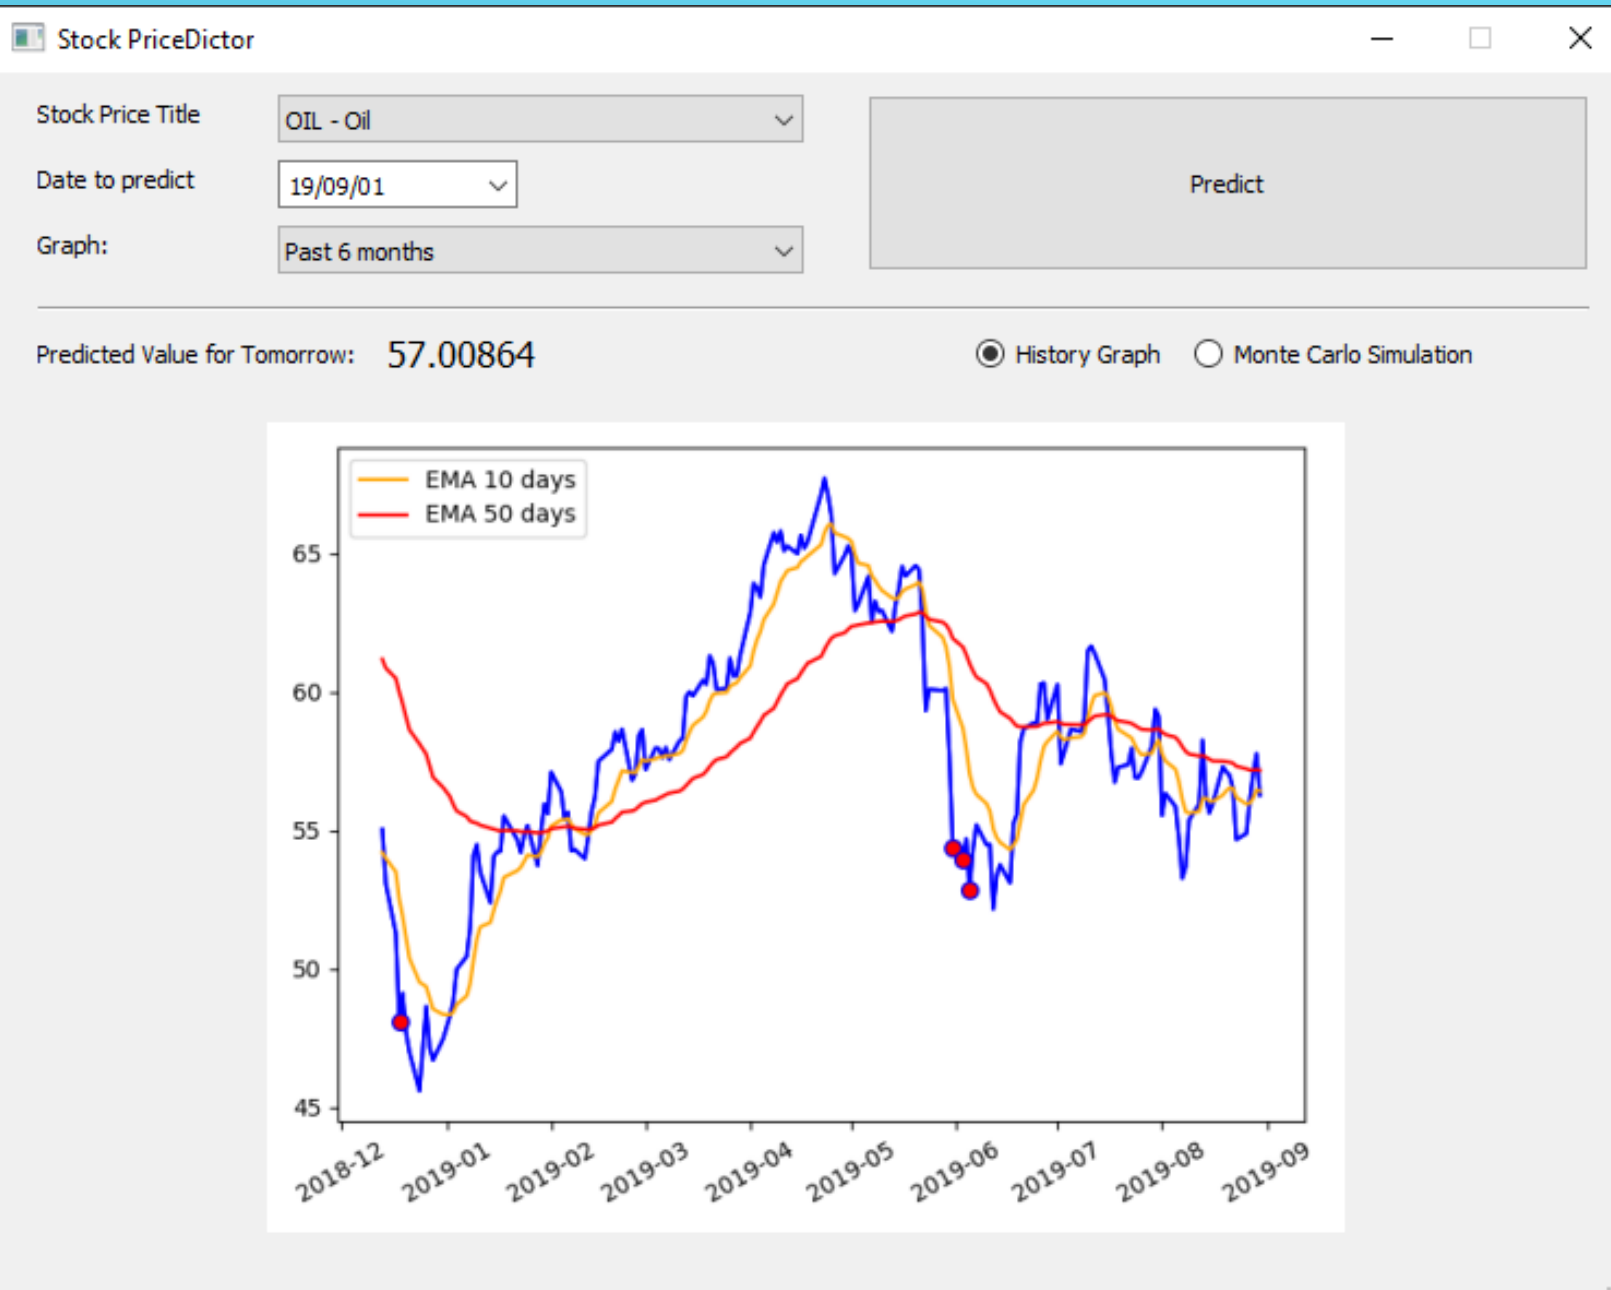 Stock PriceDictor
Stock Price Title
OIL - Oil
Predict
Date to predict
19/09/01
Graph:
Past 6 months
Predicted Value for Tomorrow: 57.00864
History Graph
Monte Carlo Simulation
EMA 10 days
EMA 50 days
65
60
55
50
45
2018-12
2019-01
2019-02
2019-03
2019-04
2019-05
2019-06
2019-07
2019-08
2019-09